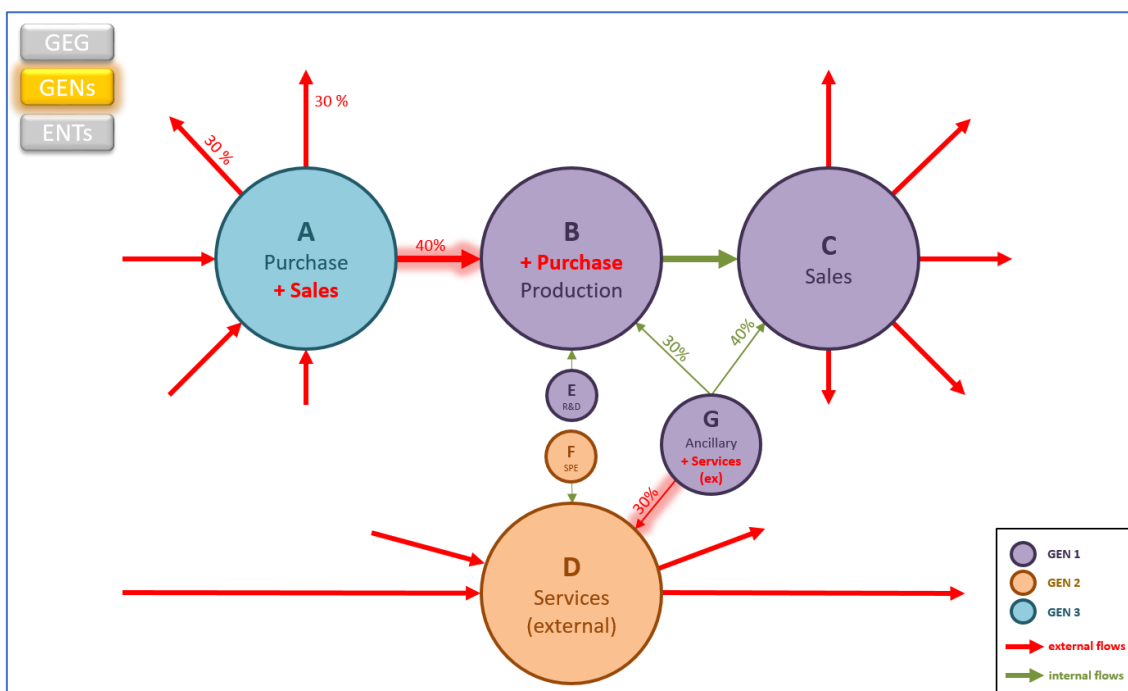 GEG
GENs
ENTs
30 %
30 %
A
Purchase
+ Sales
40%
B
+ Purchase
Production
C
Sales
30%
40%
E
R&D
F
SPE
G
Ancillary
+ Services
(ex)
30%
D
Services
(external)
GEN 1
GEN 2
GEN 3
external flows
internal flows